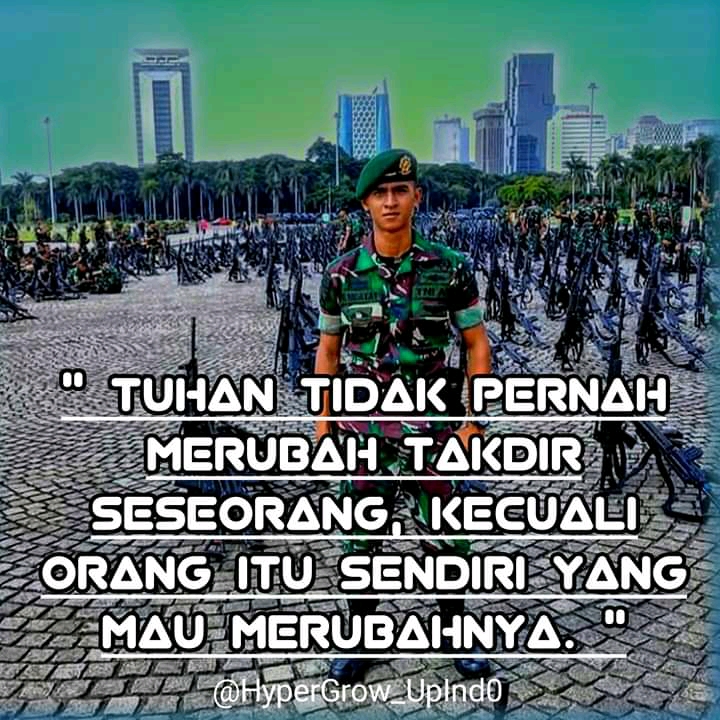 " TUHAN TIDAK PERNAH
MERUBAH TAKDIR
SESEORANG, KECUALI
ORANG ITU SENDIRI YANG
MAU MERUBAHNYA. "
@HyperGrow_UpInd0